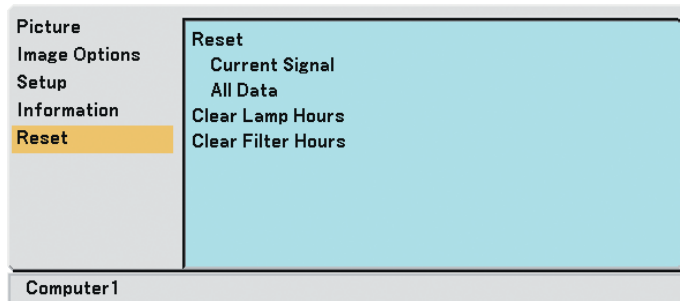 Picture
Image Options
Setup
Information
Reset
Reset
Current Signal
All Data
Clear Lamp Hours
Clear Filter Hours
Computer1